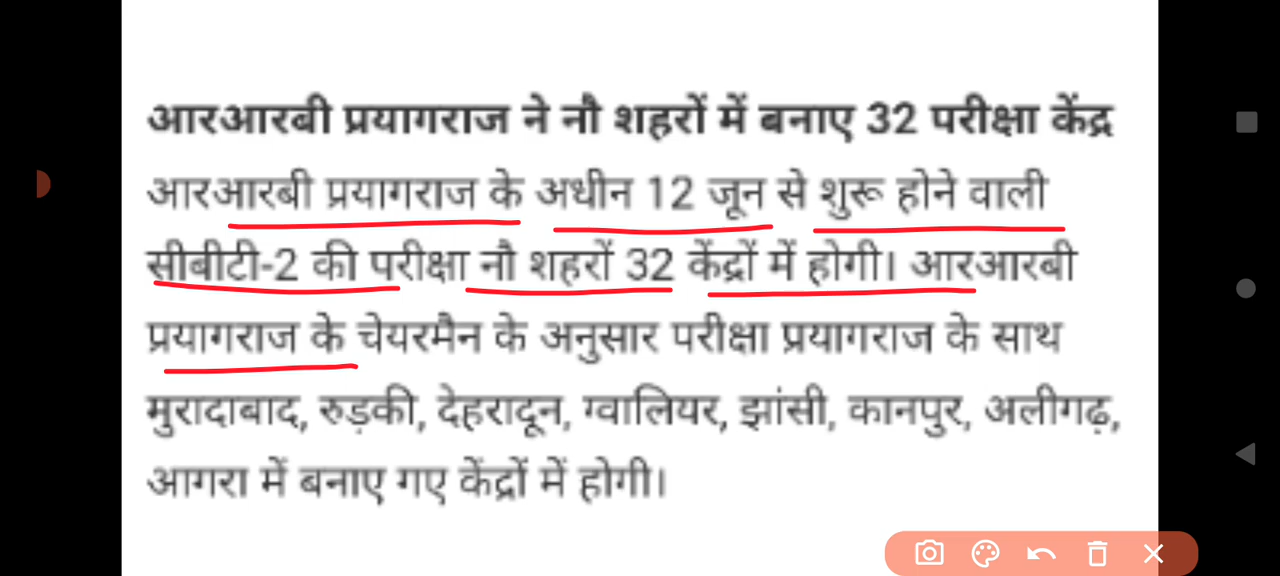 आरआरबी प्रयागराज ने नौ शहरों में बनाए 32 परीक्षा केंद्र
आरआरबी प्रयागराज के अधीन 12 जून से शुरू होने वाली
सीबीटी-2 की परीक्षा नौ शहरों 32 केंद्रों में होगी। आरआरबी
प्रयागराज के चेयरमैन के अनुसार परीक्षा प्रयागराज के साथ
मुरादाबाद, रुड़की, देहरादून, ग्वालियर, झांसी, कानपुर, अलीगढ़,
आगरा में बनाए गए केंद्रों में होगी।